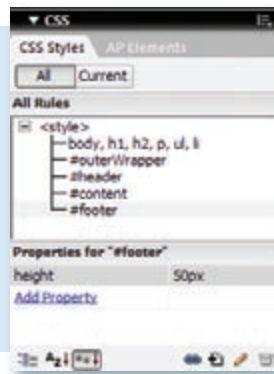 CSS
CSS Styles AP Elements
All Current
All Rules
<style>
body, h1, h2, p, ul, li
#outerWrapper
#header
#content
#footer
Properties for "#footer"
height 50px
Add Property